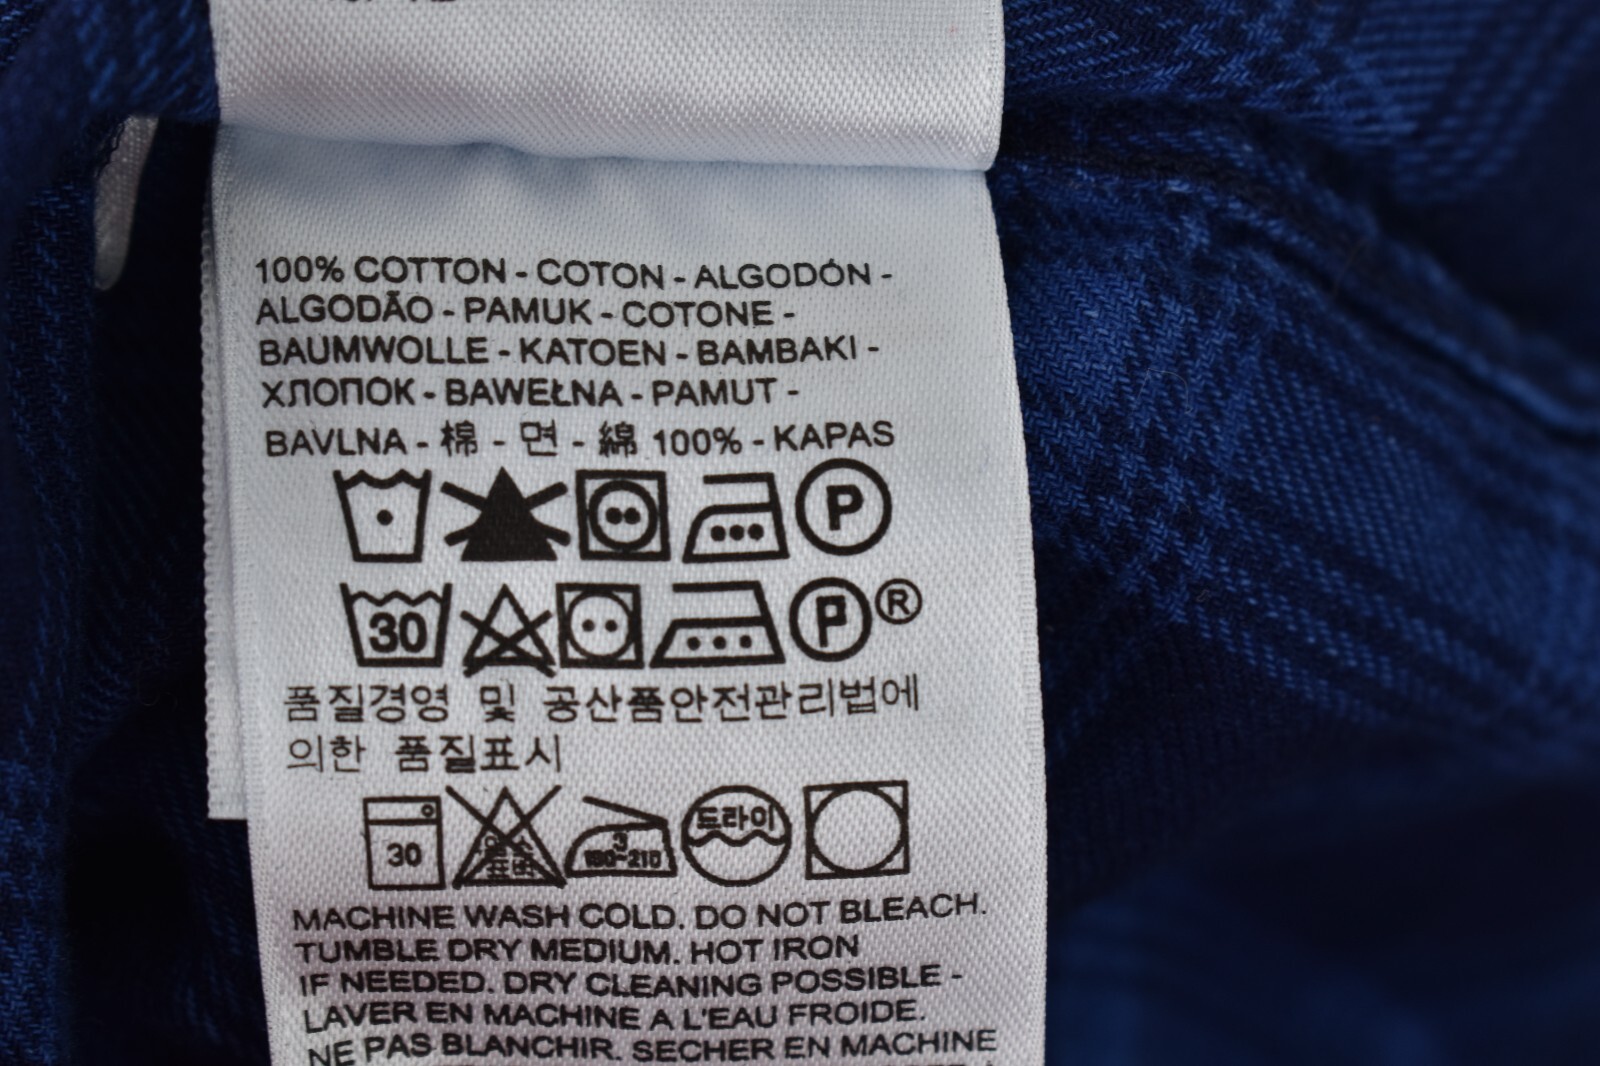 100% COTTON - COTON - ALGODÓN -
ALGODÃO - PAMUK - COTONE -
BAUMWOLLE - KATOEN - BAMBAKI -
ХЛОПОК - BAWEŁNA - PAMUT -
BAVLNA - 棉 - 면 - 綿 100% - KAPAS
P
30 P ®
품질경영 및 공산품안전관리법에
의한 품질표시
30 3 180~210 드라이
MACHINE WASH COLD. DO NOT BLEACH.
TUMBLE DRY MEDIUM. HOT IRON
IF NEEDED. DRY CLEANING POSSIBLE -
LAVER EN MACHINE A L'EAU FROIDE.
NE PAS BLANCHIR. SECHER EN MACHINE